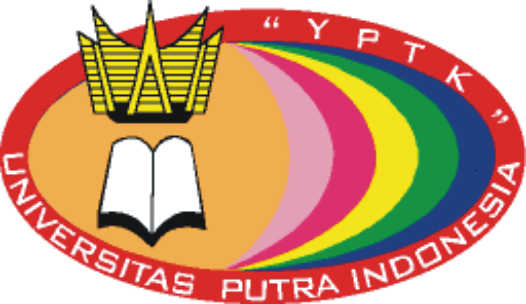 “YPTK”
UNIVERSITAS PUTRA INDONESIA